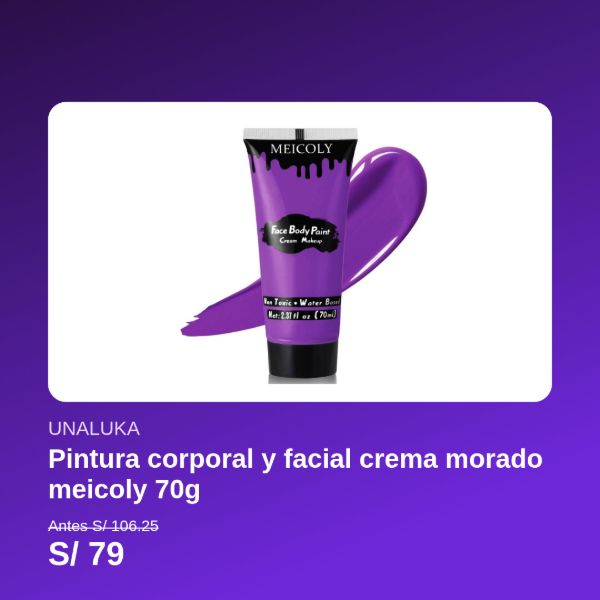 MEICOLY
Face Body Paint
Cream Makeup
Non Toxic • Water Based
Net: 2.37 fl oz (70ml)
UNALUKA
Pintura corporal y facial crema morado
meicoly 70g
Antes S/ 106.25
S/ 79